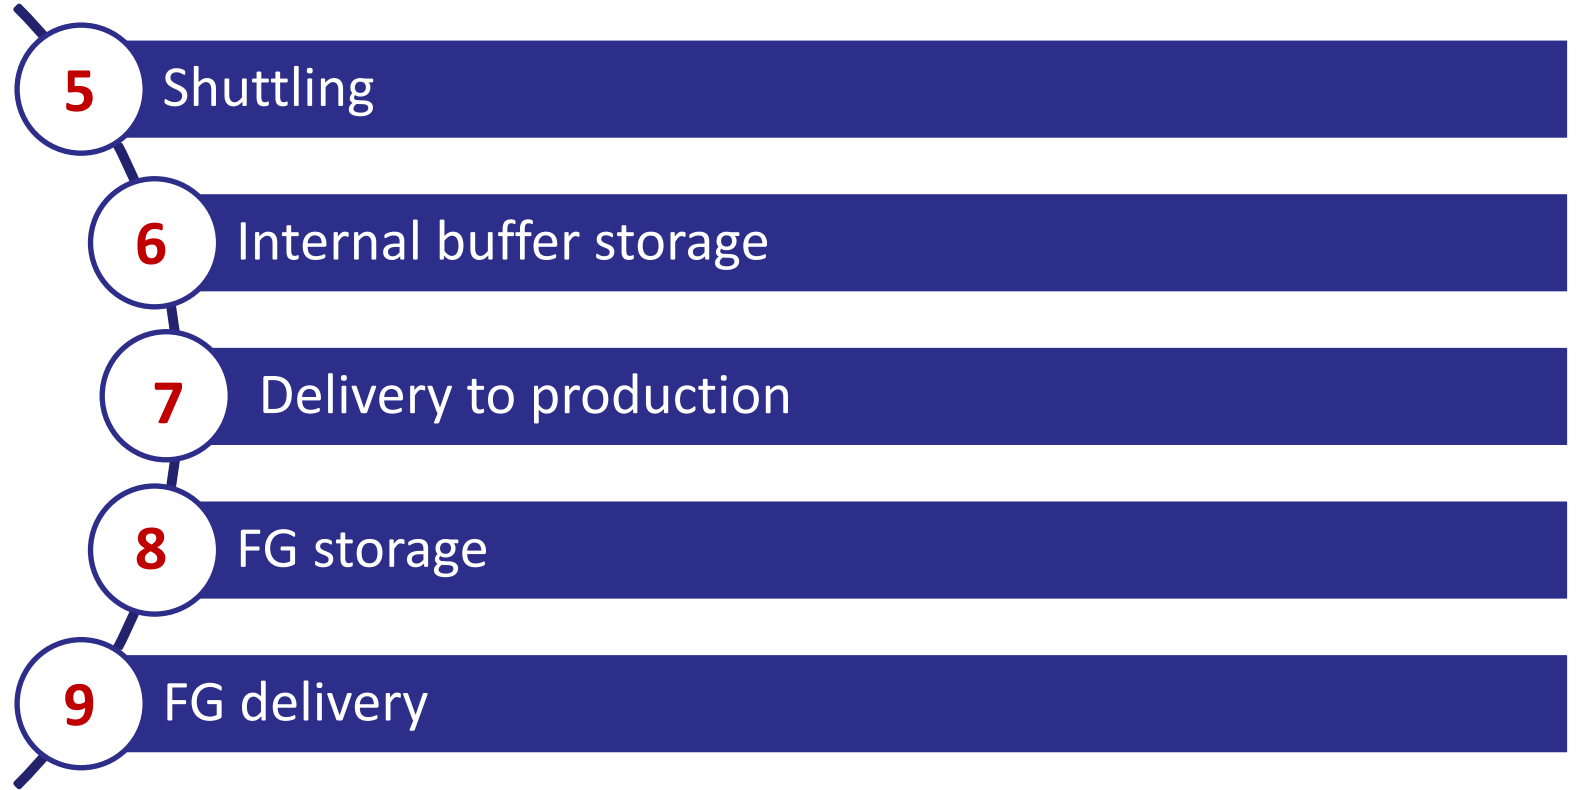 5 Shuttling
6 Internal buffer storage
7 Delivery to production
8 FG storage
9 FG delivery